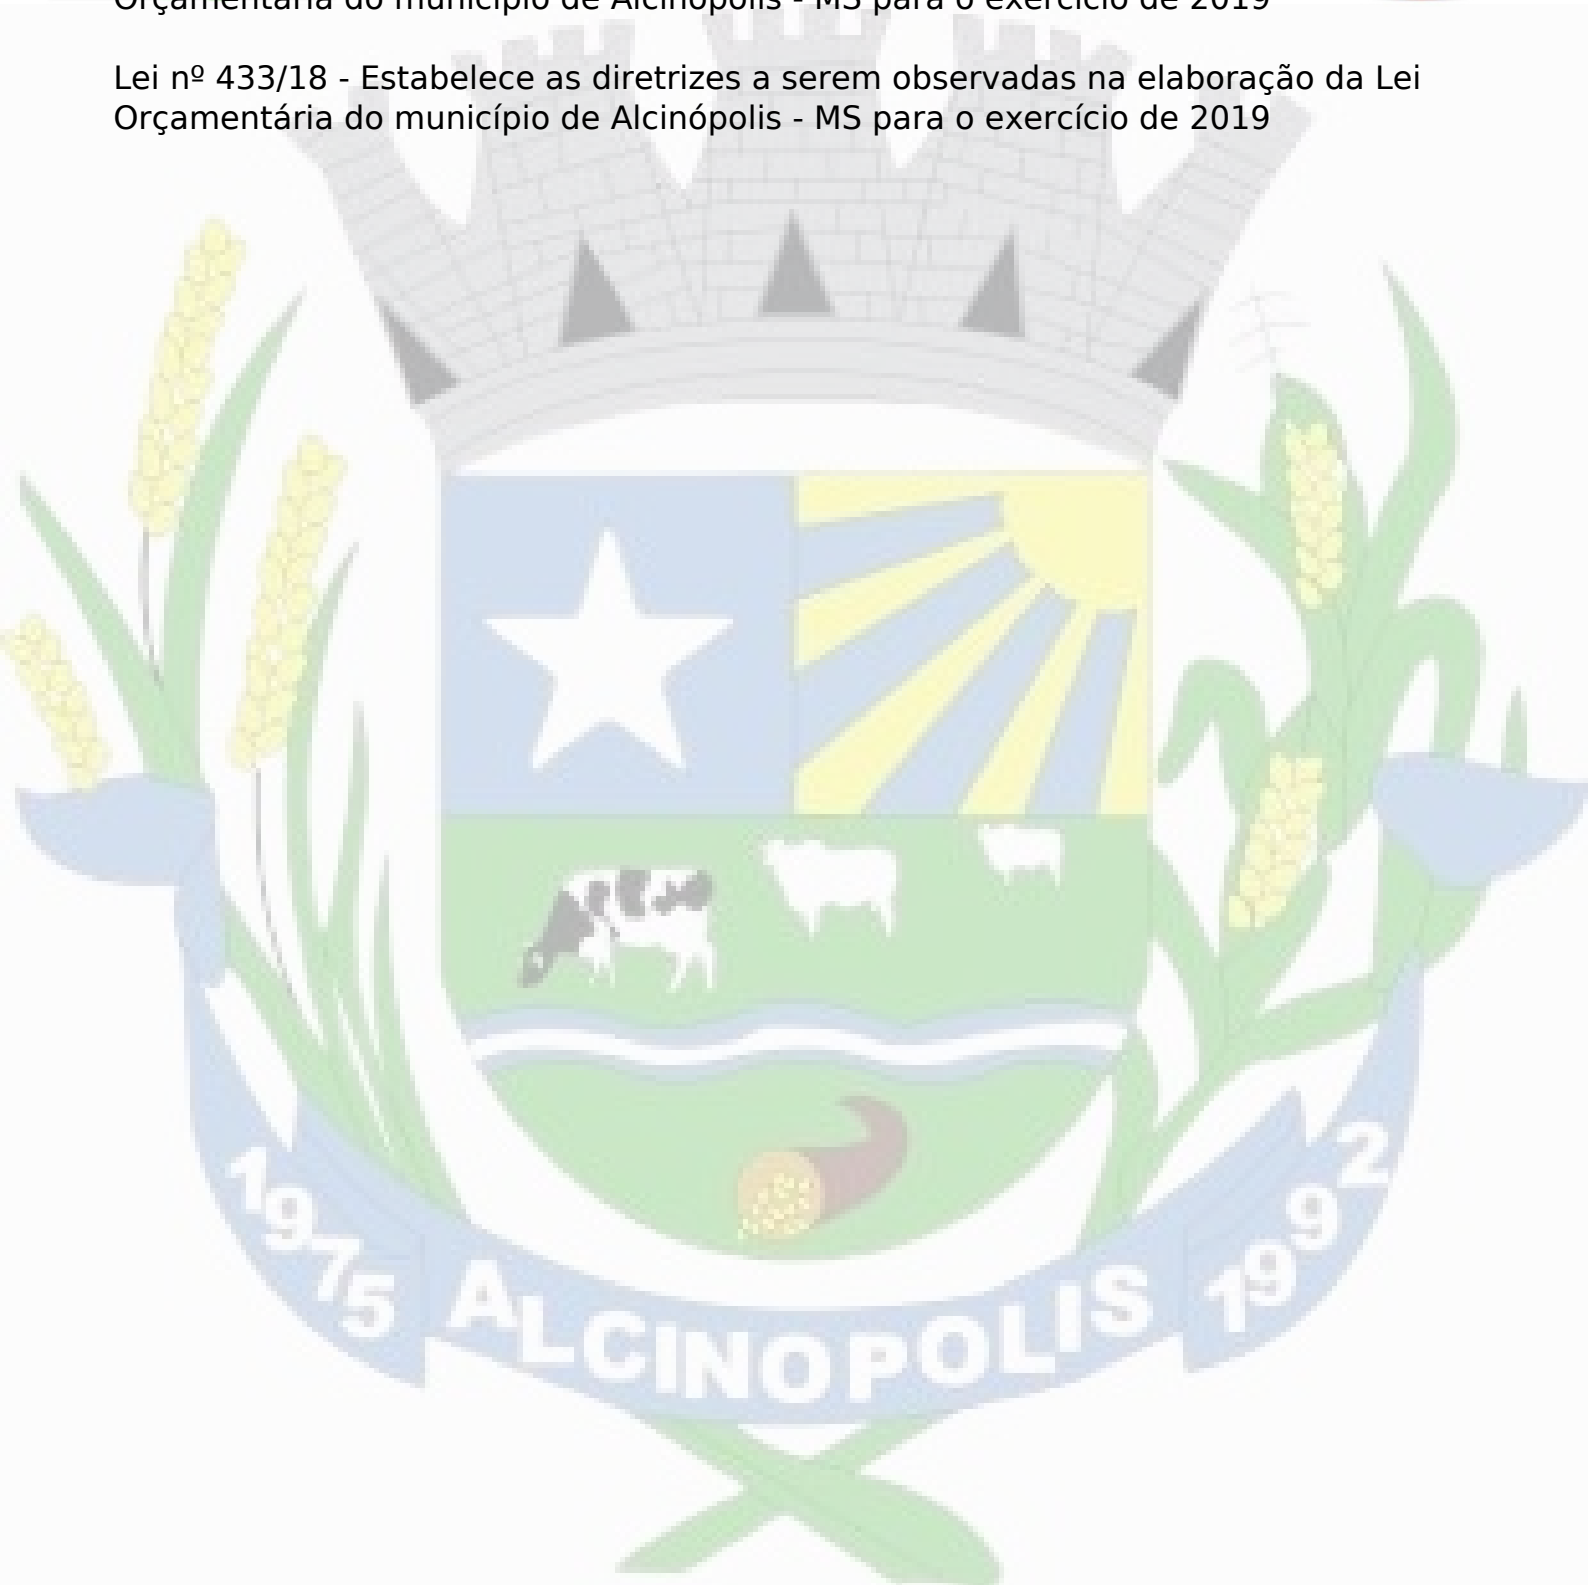 Orçamentária do município de Alcinópolis - MS para o exercício de 2019
Lei nº 433/18 - Estabelece as diretrizes a serem observadas na elaboração da Lei
Orçamentária do município de Alcinópolis - MS para o exercício de 2019
1975 ALCINOPOLIS 1992